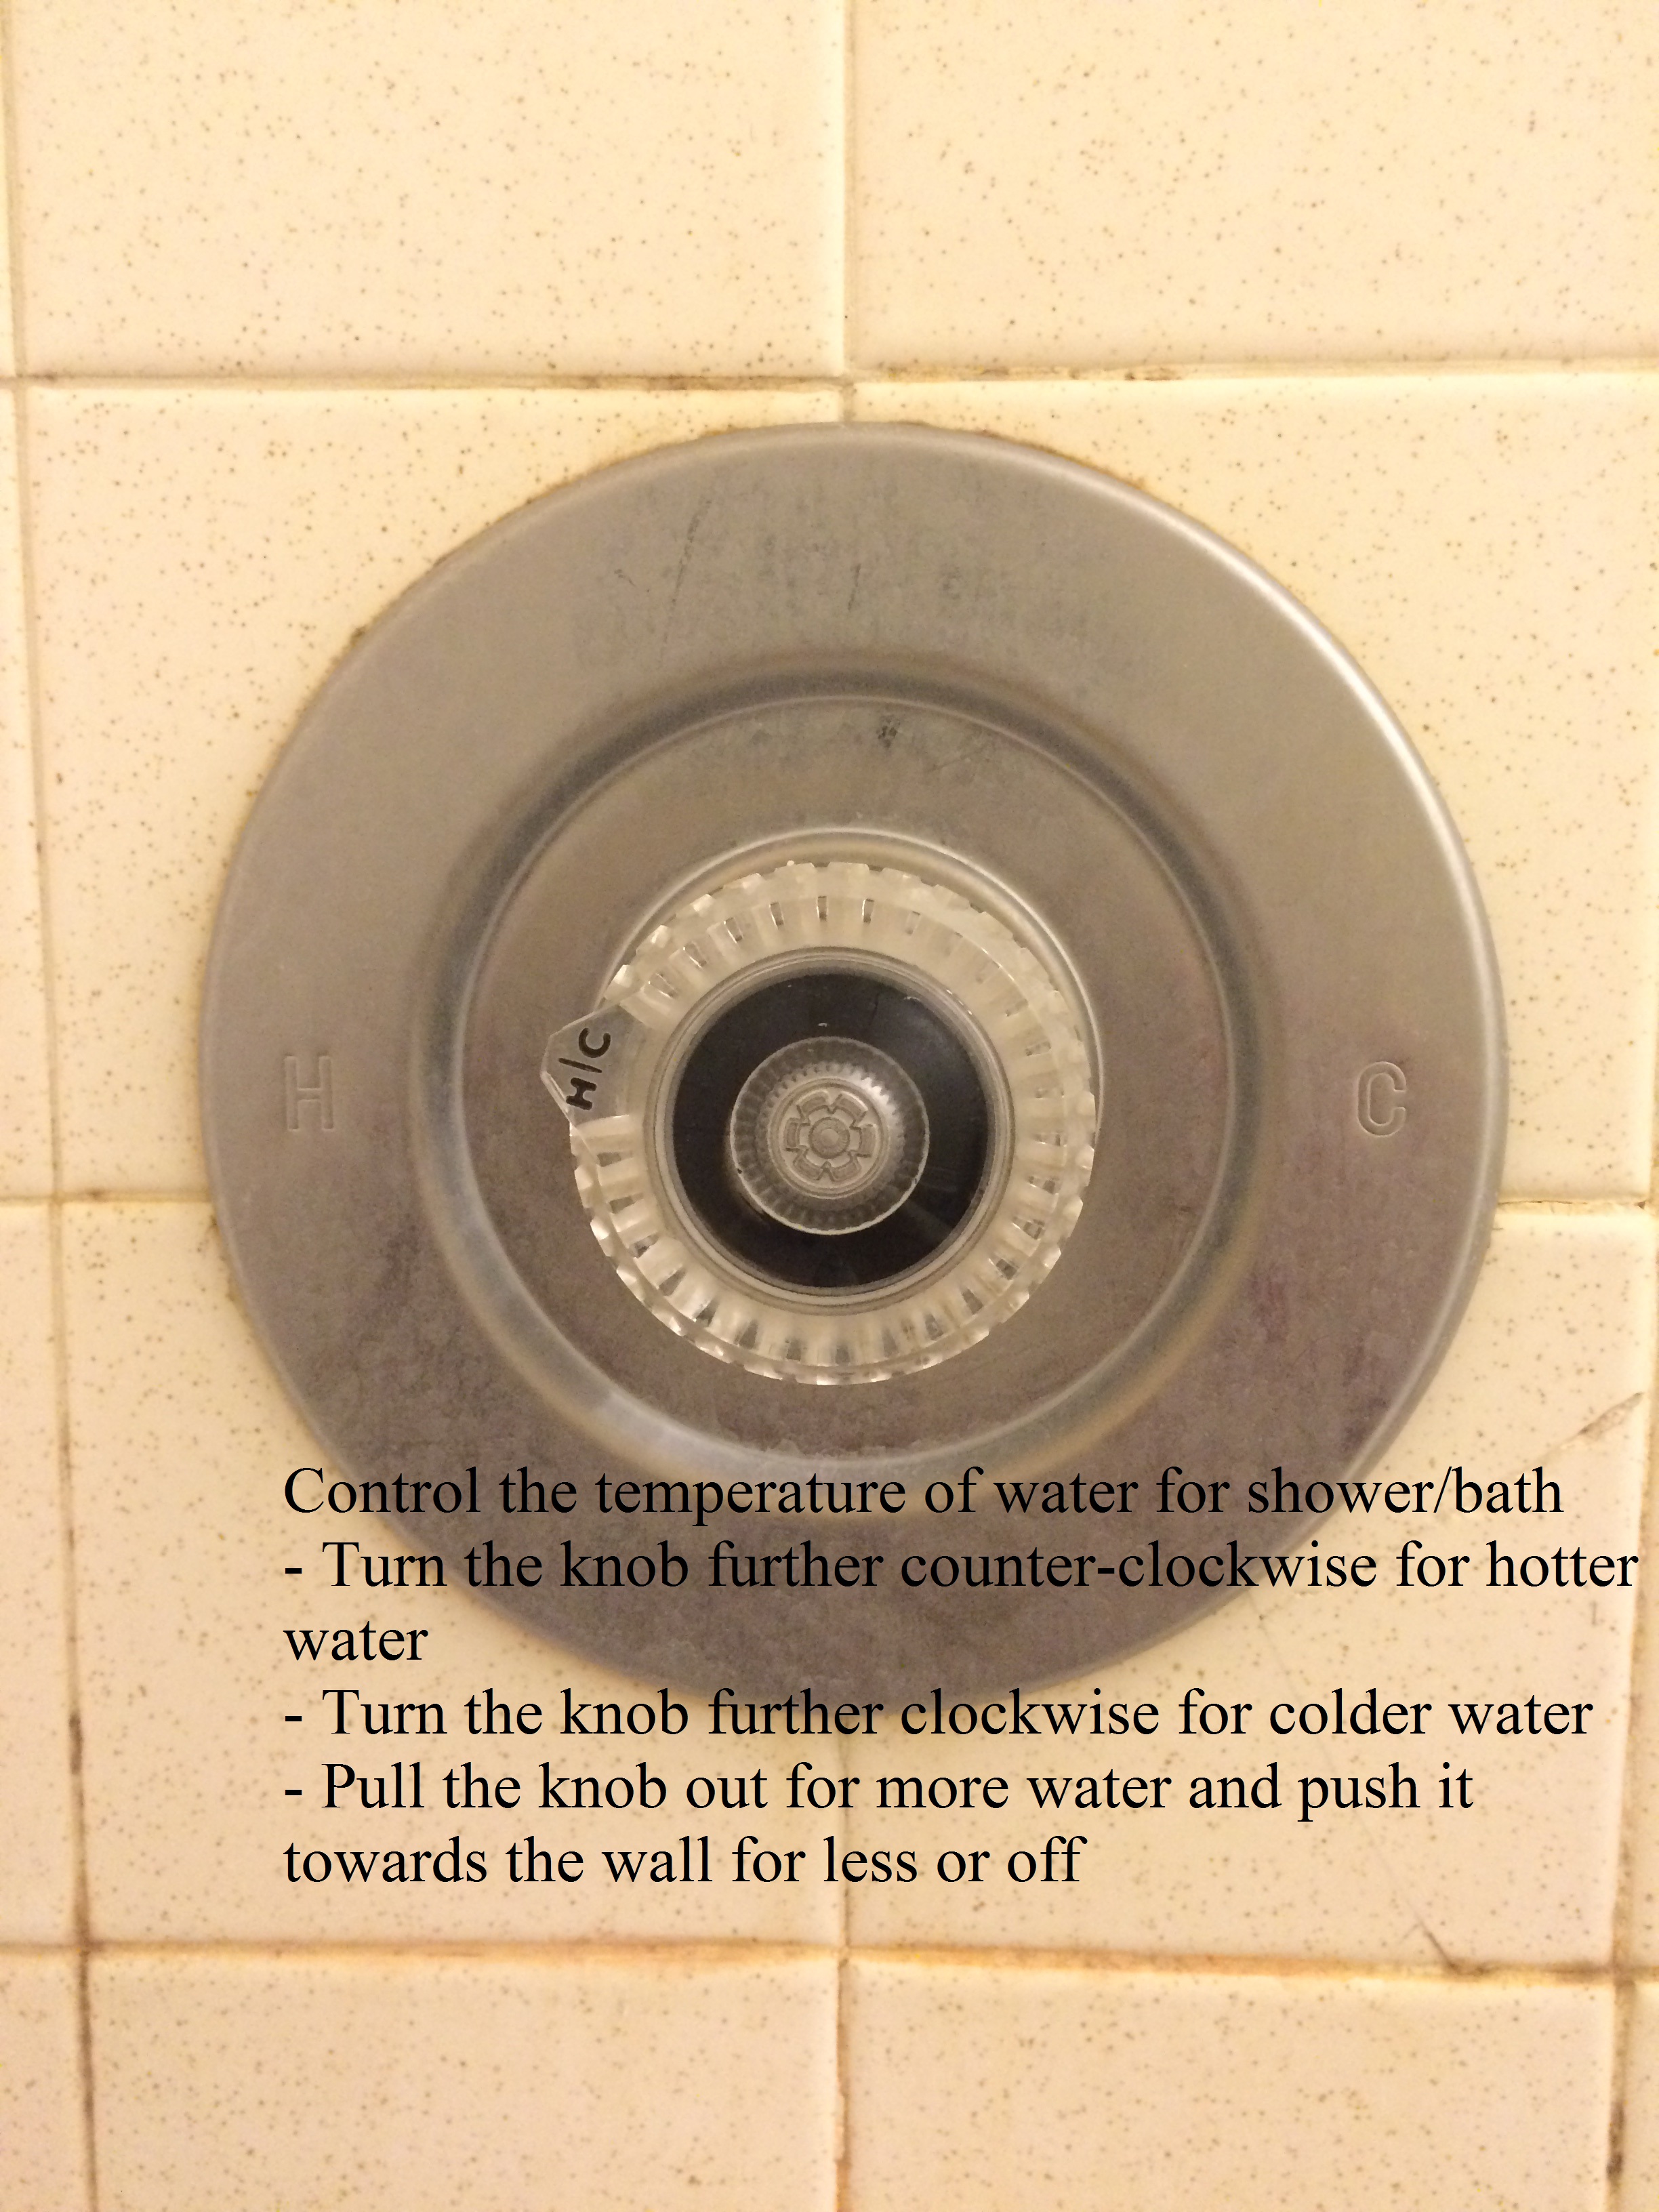 H/C
H
C
Control the temperature of water for shower/bath
- Turn the knob further counter-clockwise for hotter
water
- Turn the knob further clockwise for colder water
- Pull the knob out for more water and push it
towards the wall for less or off